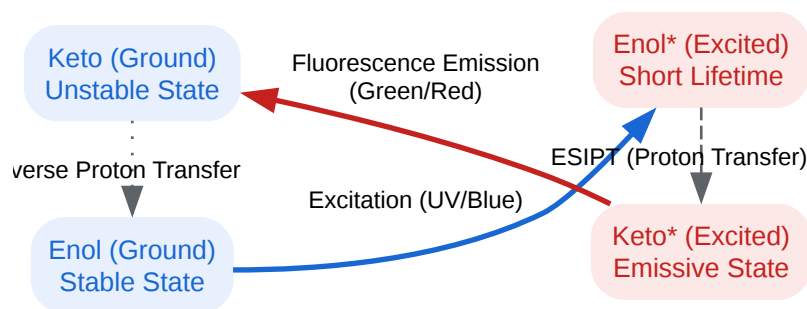 Keto (Ground)
Unstable State
Fluorescence Emission
(Green/Red)
Enol* (Excited)
Short Lifetime
verse Proton Transfer
ESIPT (Proton Transfer)
Excitation (UV/Blue)
Enol (Ground)
Stable State
Keto* (Excited)
Emissive State